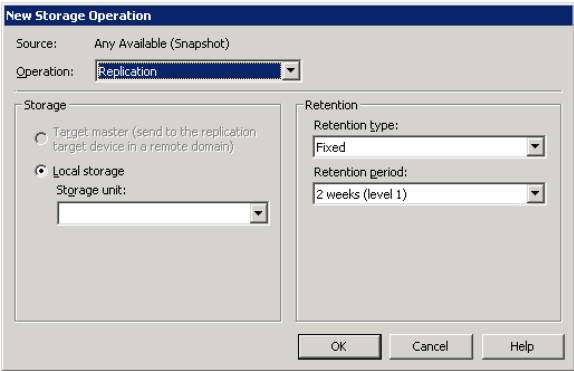 New Storage Operation
Source: Any Available (Snapshot)
Operation: Replication
Storage
Target master (send to the replication
target device in a remote domain)
Local storage
Storage unit:
Retention
Retention type:
Fixed
Retention period:
2 weeks (level 1)
OK Cancel Help